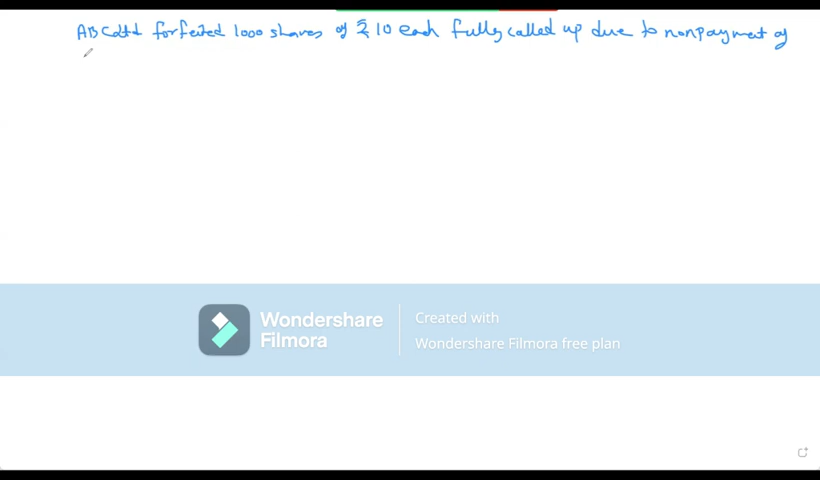 ABC Ltd forfeited 1000 shares of ₹ 10 each fully called up due to nonpayment of
Wondershare
Filmora
Created with
Wondershare Filmora free plan